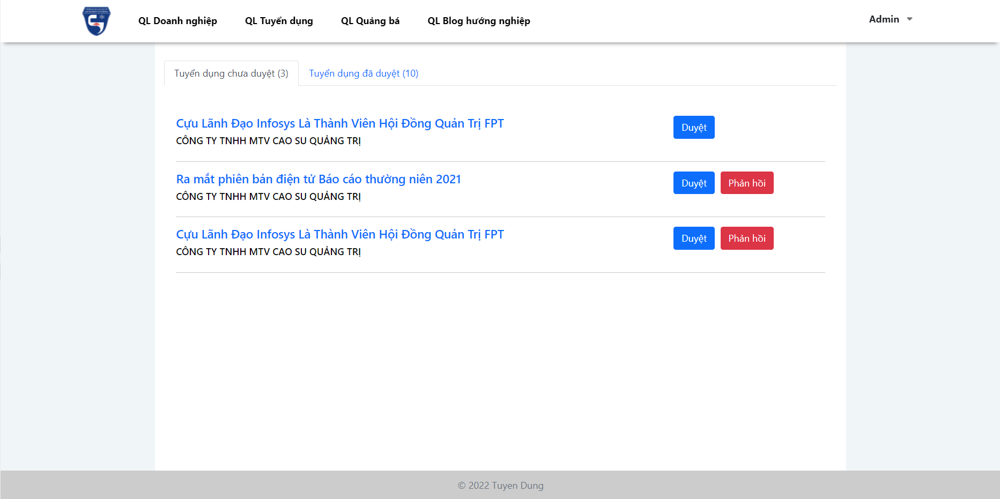 QL Doanh nghiệp QL Tuyển dụng QL Quảng bá QL Blog hướng nghiệp Admin
Tuyển dụng chưa duyệt (3) Tuyển dụng đã duyệt (10)
Cựu Lãnh Đạo Infosys Là Thành Viên Hội Đồng Quản Trị FPT Duyệt
CÔNG TY TNHH MTV CAO SU QUẢNG TRỊ
Ra mắt phiên bản điện tử Báo cáo thường niên 2021 Duyệt Phản hồi
CÔNG TY TNHH MTV CAO SU QUẢNG TRỊ
Cựu Lãnh Đạo Infosys Là Thành Viên Hội Đồng Quản Trị FPT Duyệt Phản hồi
CÔNG TY TNHH MTV CAO SU QUẢNG TRỊ
© 2022 Tuyen Dung